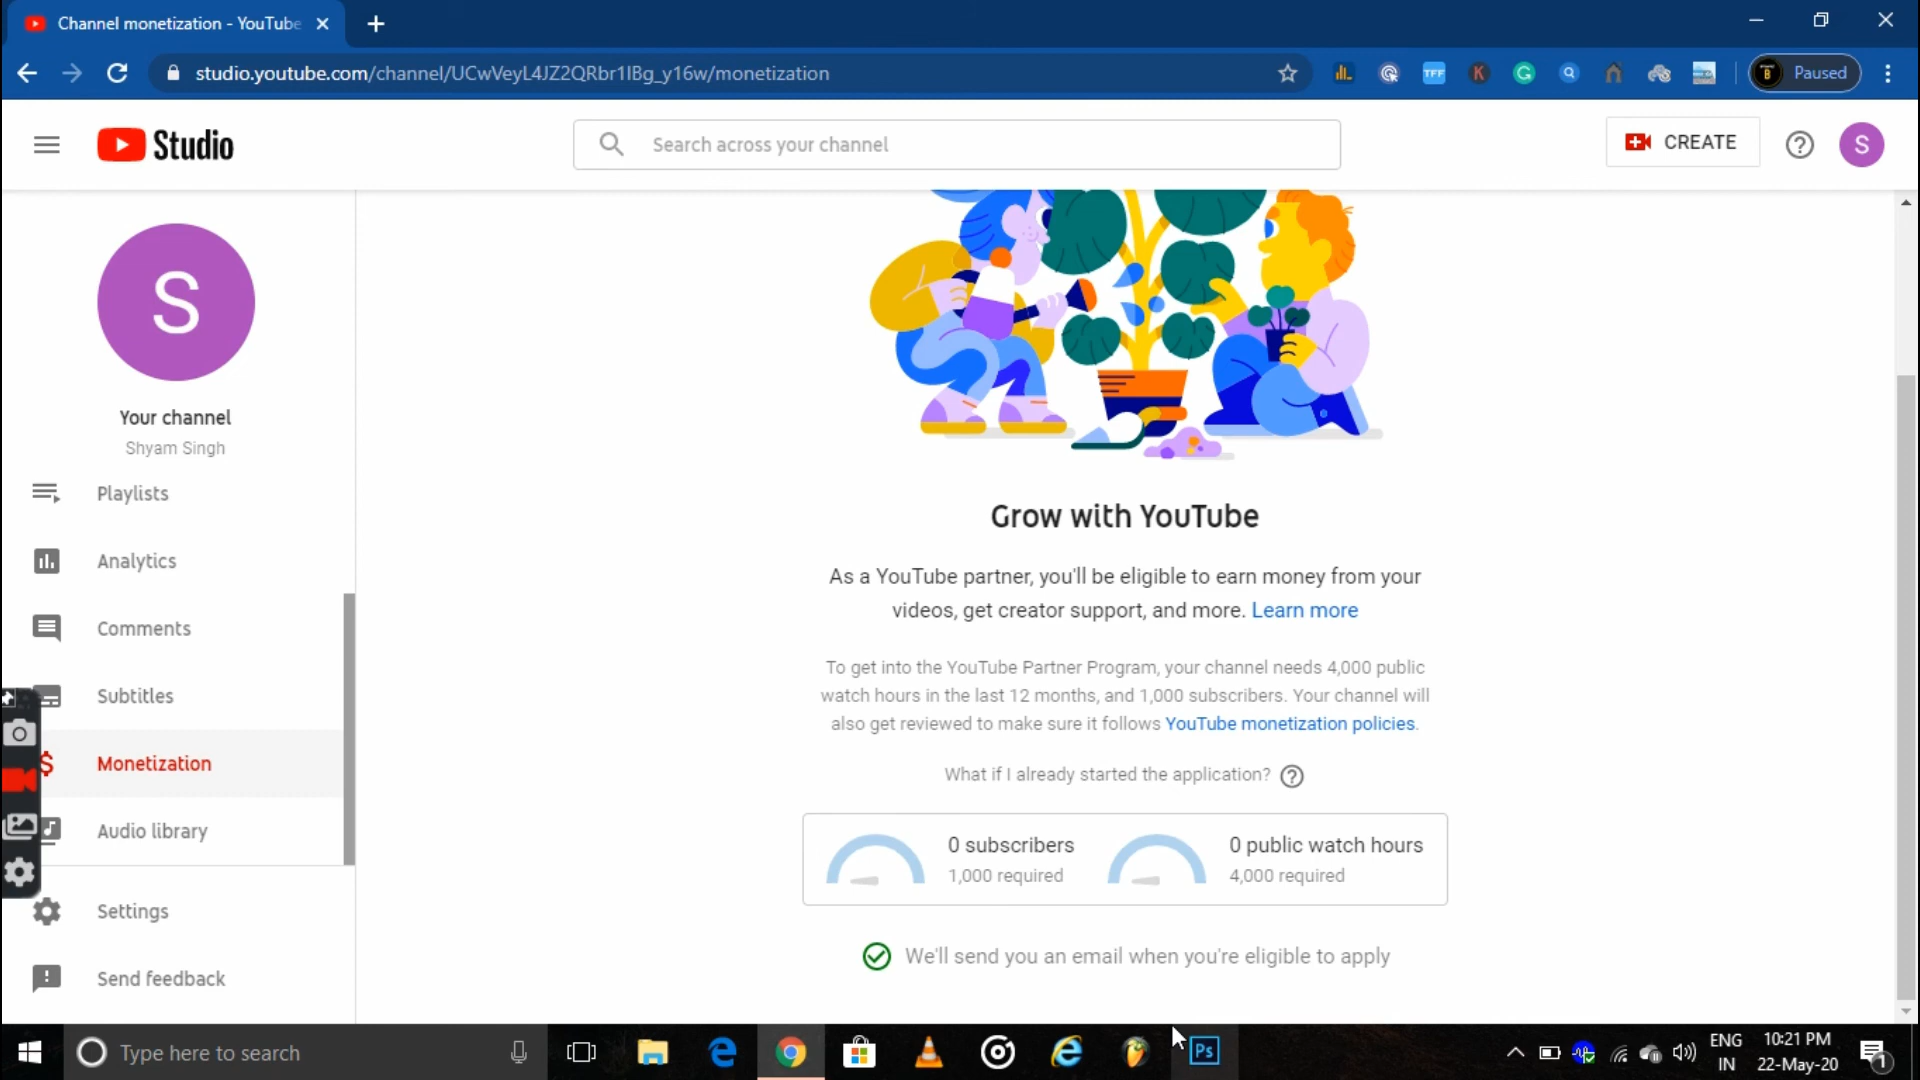 Channel monetization - YouTube
studio.youtube.com/channel/UCwVeyL4JZ2QRbr1IBg_y16w/monetization
TFF
K
G
B
Paused
Studio
Search across your channel
CREATE
S
S
Your channel
Shyam Singh
Playlists
Analytics
Comments
Subtitles
Monetization
Audio library
Settings
Send feedback
Grow with YouTube
As a YouTube partner, you'll be eligible to earn money from your
videos, get creator support, and more. Learn more
To get into the YouTube Partner Program, your channel needs 4,000 public
watch hours in the last 12 months, and 1,000 subscribers. Your channel will
also get reviewed to make sure it follows YouTube monetization policies.
What if I already started the application?
0 subscribers
1,000 required
0 public watch hours
4,000 required
We'll send you an email when you're eligible to apply
Type here to search
Ps
ENG
IN
10:21 PM
22-May-20
1